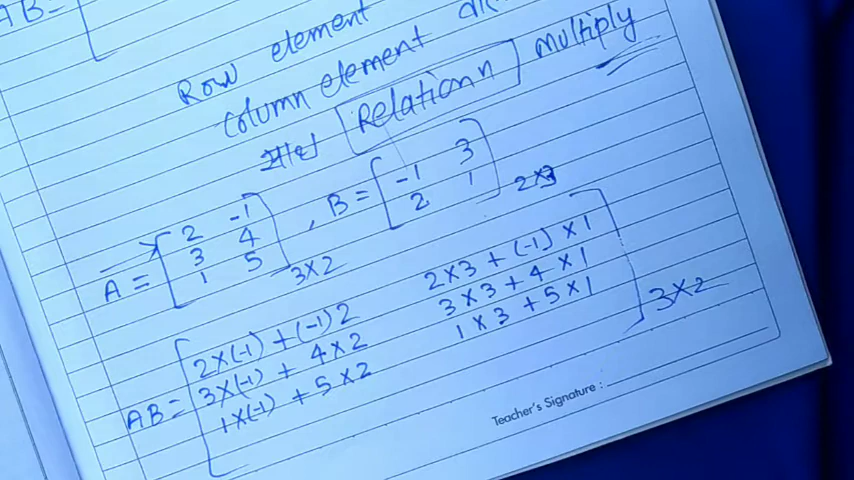 AB = [
Row element
column element
साथ Relationn multiply
A = [ 2 -1 3 4 1 5 ] 3×2 , B = [ -1 3 2 1 ] 2×
AB = [ 2×(-1) + (-1)2 2×3 + (-1)×1
3×(-1) + 4×2 3×3 + 4×1
1×(-1) + 5×2 1×3 + 5×1 ] 3×2
Teacher's Signature :